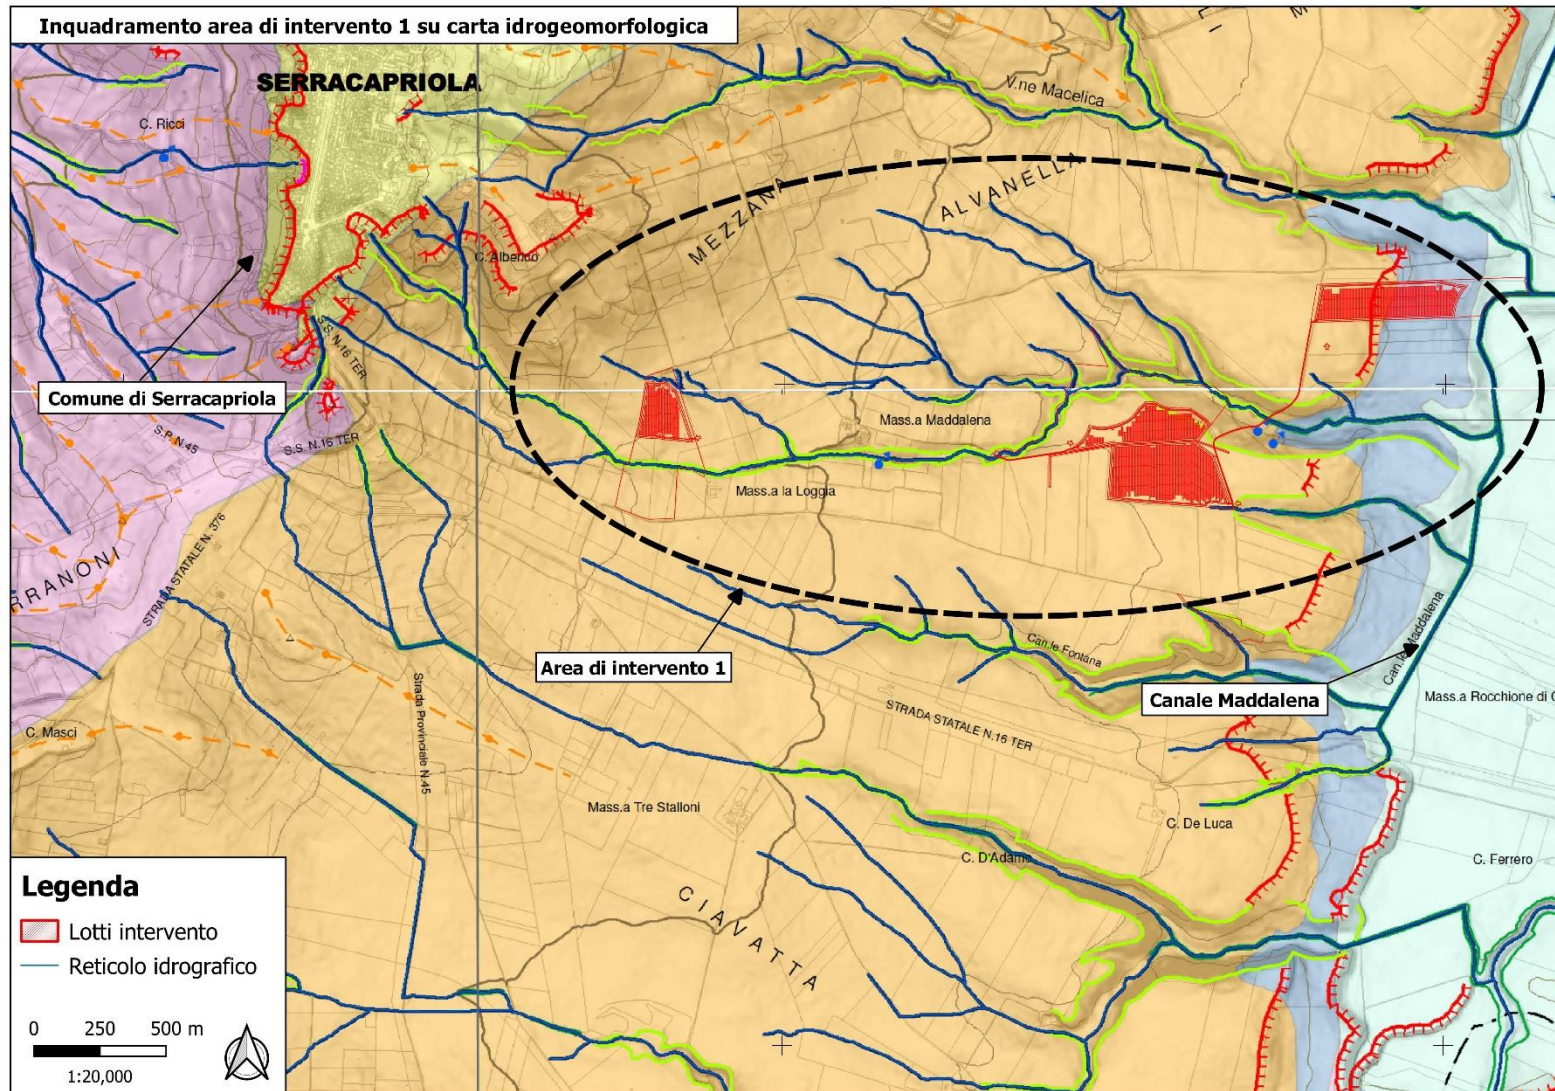 Inquadramento area di intervento 1 su carta idrogeomorfologica
SERRACAPRIOLA
C. Ricci
V.ne Macelica
MEZZANA
ALVANELLA
C. Alberico
S.S. N.16 TER
Comune di Serracapriola
S.P. N.45
S.S. N.16 TER
Mass.a Maddalena
Mass.a la Loggia
STRADA STATALE N. 376
RRANONI
Area di intervento 1
Can.le Fontana
Can.le Maddalena
Canale Maddalena
Mass.a Rocchione di
C. Masci
Strada Provinciale N.45
STRADA STATALE N.16 TER
Mass.a Tre Stalloni
C. De Luca
C. D'Adamo
C. Ferrero
CIAVATTA
Legenda
Lotti intervento
Reticolo idrografico
0 250 500 m
1:20,000